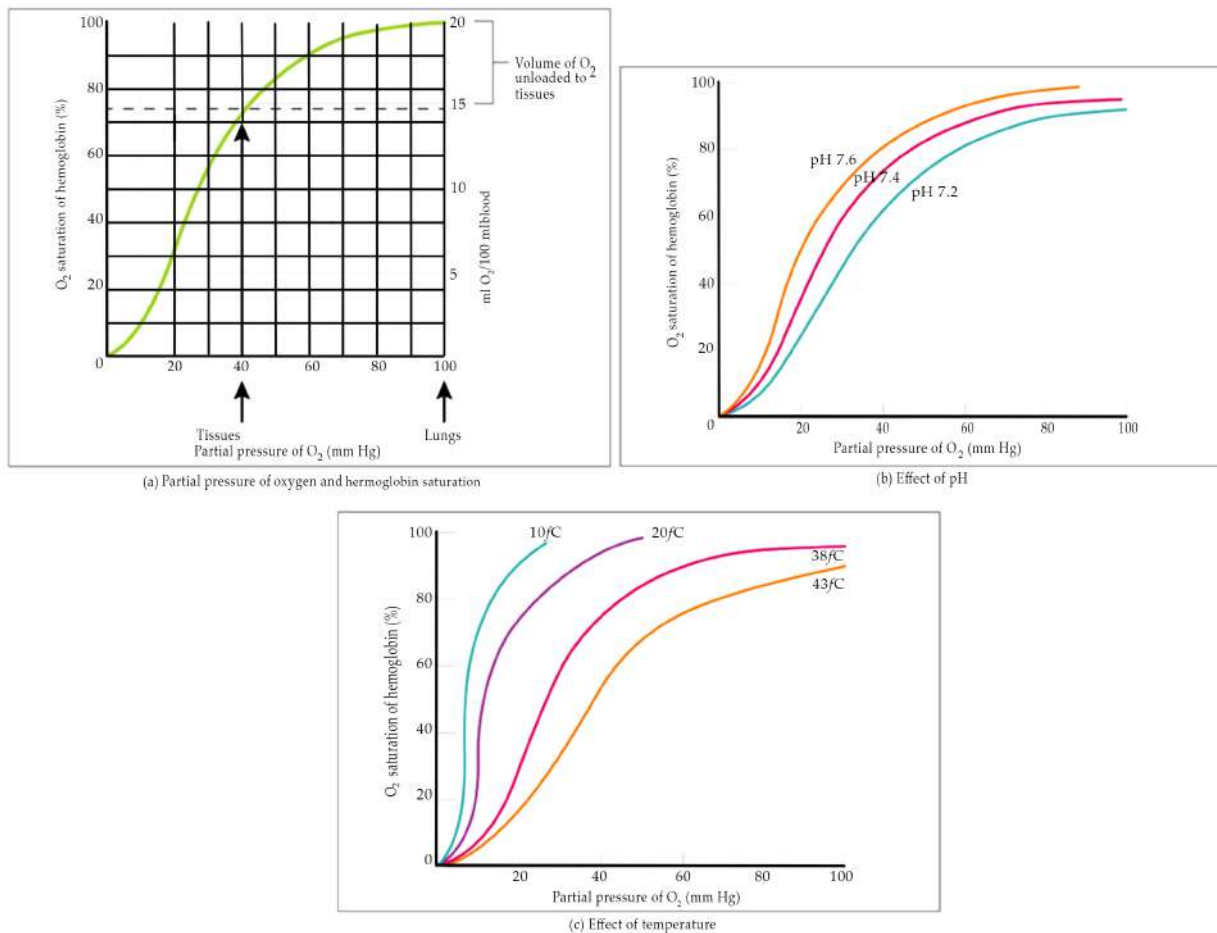 100
80
60
40
20
0
O2 saturation of hemoglobin (%)
20
40
60
80
100
20
15
10
5
ml O2/100 mlblood
Volume of O2
unloaded to
tissues
Tissues
Lungs
Partial pressure of O2 (mm Hg)
(a) Partial pressure of oxygen and hermoglobin saturation
100
80
60
40
20
0
O2 saturation of hemoglobin (%)
pH 7.6
pH 7.4
pH 7.2
20
40
60
80
100
Partial pressure of O2 (mm Hg)
(b) Effect of pH
100
80
60
40
20
0
O2 saturation of hemoglobin (%)
10fC
20fC
38fC
43fC
20
40
60
80
100
Partial pressure of O2 (mm Hg)
(c) Effect of temperature